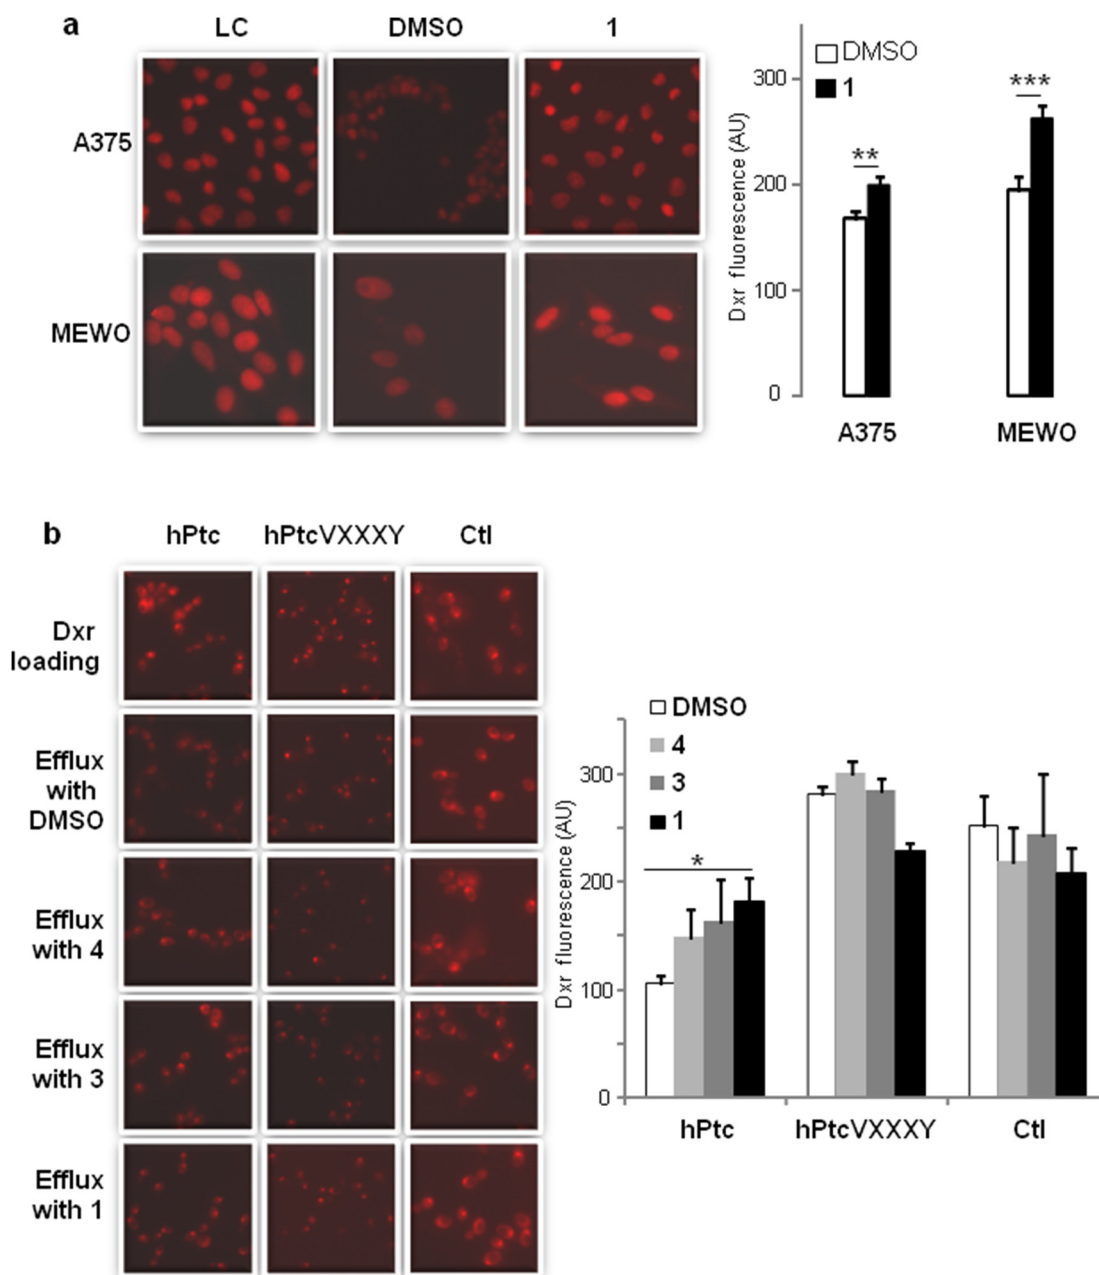 a
LC DMSO 1
A375
MEWO
DMSO
1
Dxr fluorescence (AU)
300
200
100
0
**
***
A375 MEWO
b
hPtc hPtcVXXXY Ctl
Dxr
loading
Efflux
with
DMSO
Efflux
with 4
Efflux
with 3
Efflux
with 1
DMSO
4
3
1
Dxr fluorescence (AU)
300
200
100
0
*
hPtc hPtcVXXXY Ctl